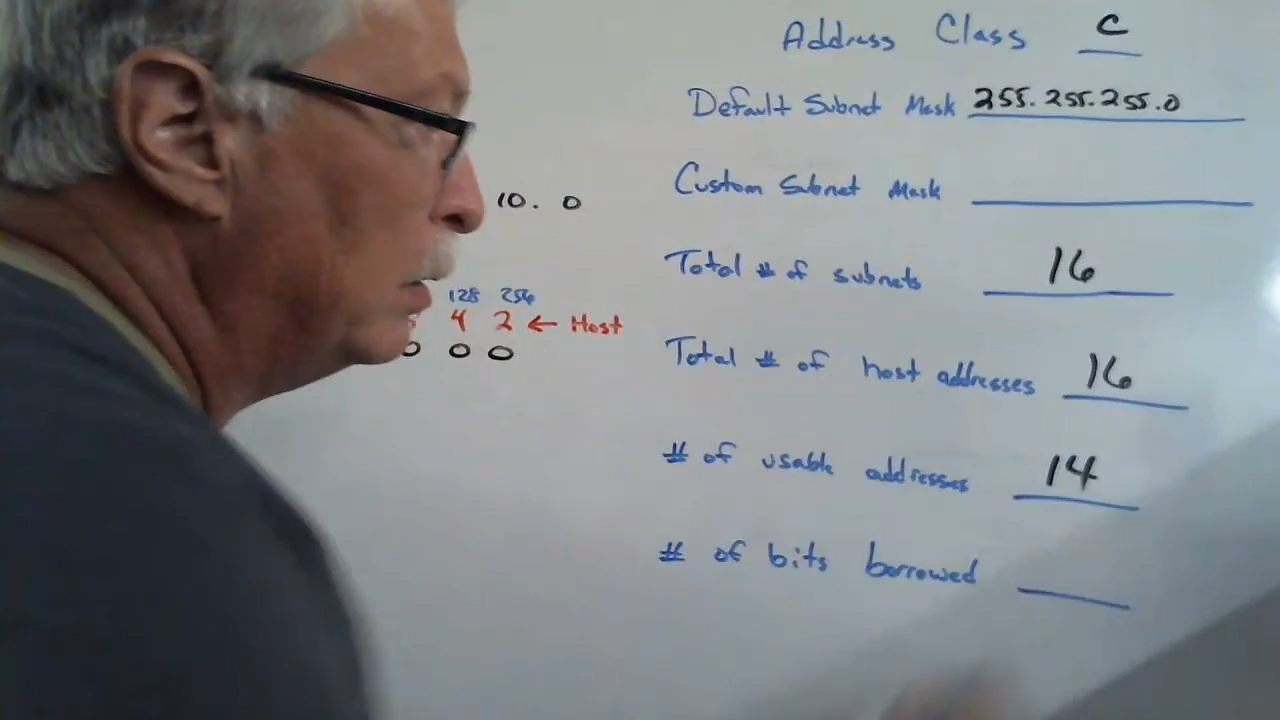 Address Class C
Default Subnet Mask 255.255.255.0
10. 0
Custom Subnet Mask
Total # of subnets 16
128 256
4 2 ← Host
0 0 0
Total # of host addresses 16
# of usable addresses 14
# of bits borrowed